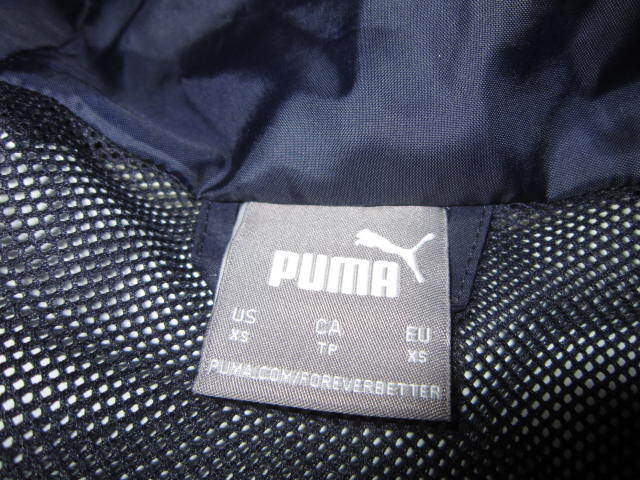 PUMA
US CA EU
XS TP XS
PUMA.COM/FOREVERBETTER